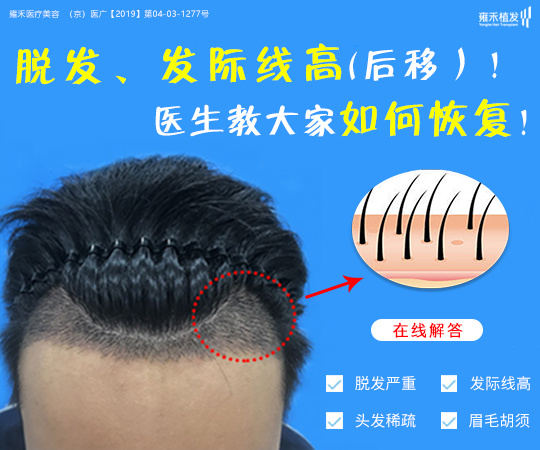 雍禾医疗美容 （京）医广【2019】第04-03-1277号
雍禾植发
Yonghe Hair Transplant
脱发、发际线高(后移）!
医生教大家如何恢复!
在线解答
脱发严重
发际线高
头发稀疏
眉毛胡须